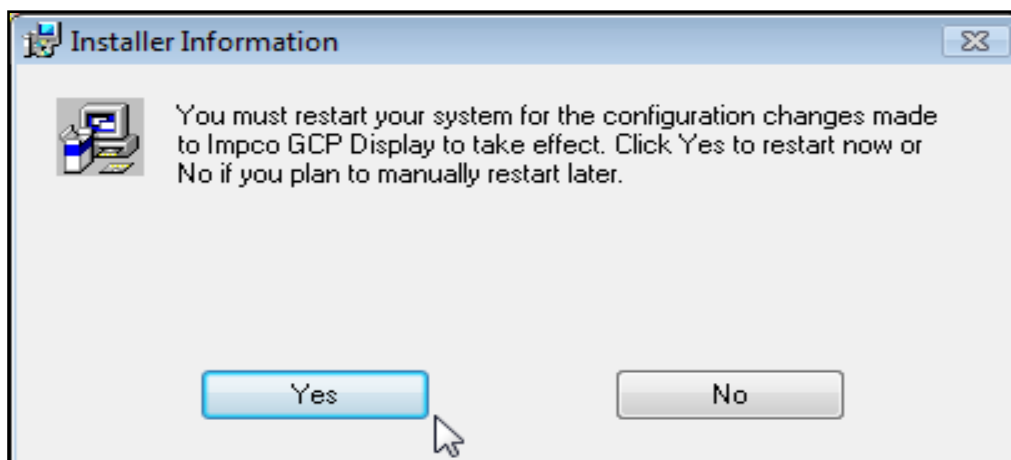 Installer Information
You must restart your system for the configuration changes made
to Impco GCP Display to take effect. Click Yes to restart now or
No if you plan to manually restart later.
Yes
No